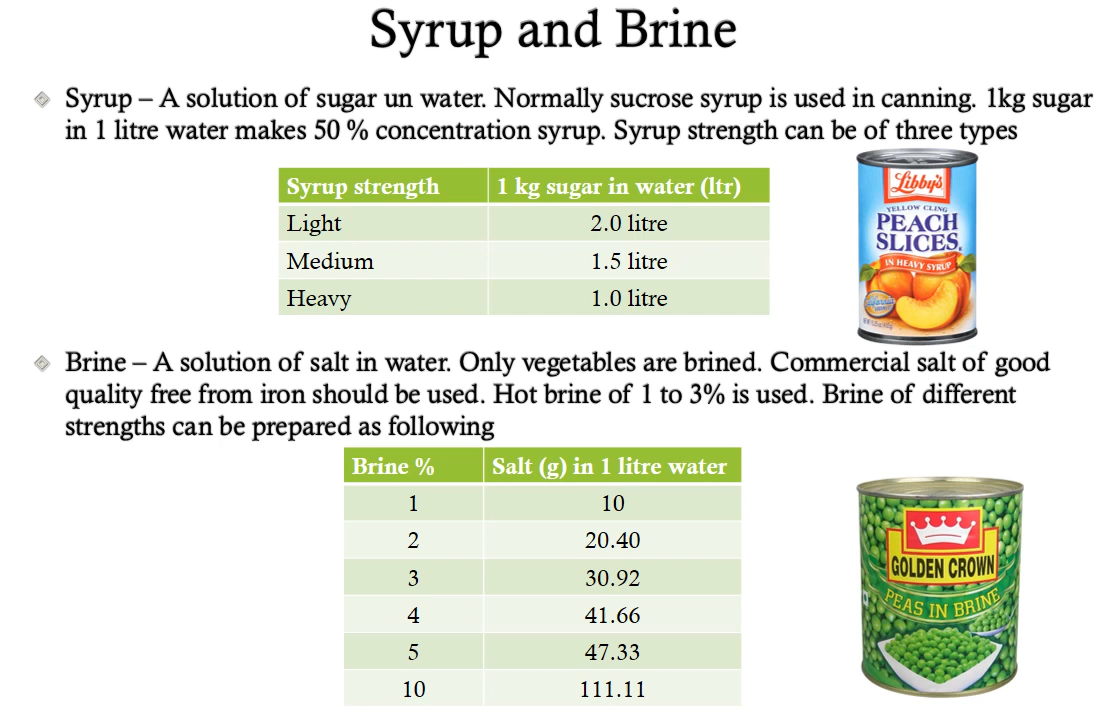 Syrup and Brine
Syrup – A solution of sugar un water. Normally sucrose syrup is used in canning. 1kg sugar
in 1 litre water makes 50 % concentration syrup. Syrup strength can be of three types
Syrup strength 1 kg sugar in water (ltr)
Light 2.0 litre
Medium 1.5 litre
Heavy 1.0 litre
Libby's
YELLOW CLING
PEACH
SLICES
IN HEAVY SYRUP
California
Brine – A solution of salt in water. Only vegetables are brined. Commercial salt of good
quality free from iron should be used. Hot brine of 1 to 3% is used. Brine of different
strengths can be prepared as following
Brine % Salt (g) in 1 litre water
1 10
2 20.40
3 30.92
4 41.66
5 47.33
10 111.11
GOLDEN CROWN
PEAS IN BRINE